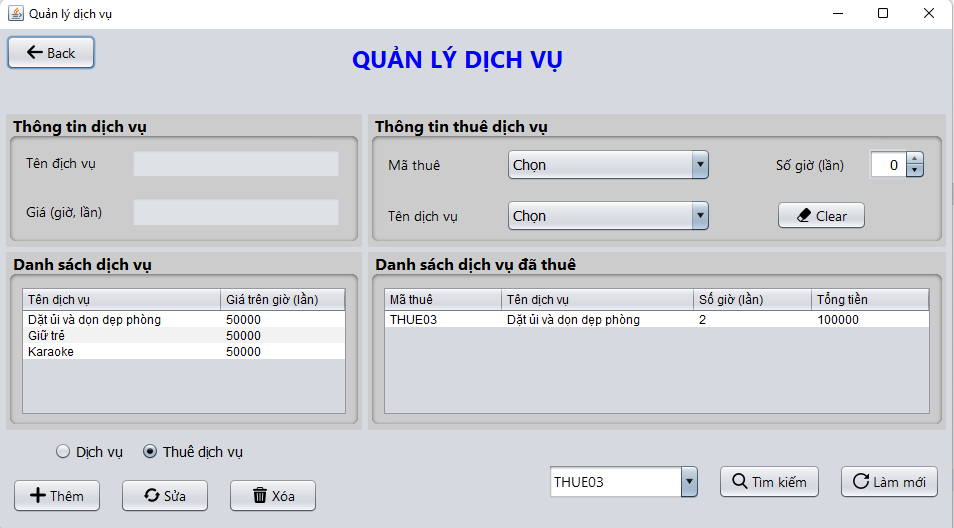 Quản lý dịch vụ
Back
QUẢN LÝ DỊCH VỤ
Thông tin dịch vụ
Tên địch vụ
Giá (giờ, lần)
Thông tin thuê dịch vụ
Mã thuê Chọn Số giờ (lần) 0
Tên dịch vụ Chọn Clear
Danh sách dịch vụ
Tên dịch vụ Giá trên giờ (lần)
Dặt ủi và dọn dẹp phòng 50000
Giữ trẻ 50000
Karaoke 50000
Danh sách dịch vụ đã thuê
Mã thuê Tên dịch vụ Số giờ (lần) Tổng tiền
THUE03 Dặt ủi và dọn dẹp phòng 2 100000
Dịch vụ Thuê dịch vụ
Thêm Sửa Xóa
THUE03 Tìm kiếm Làm mới